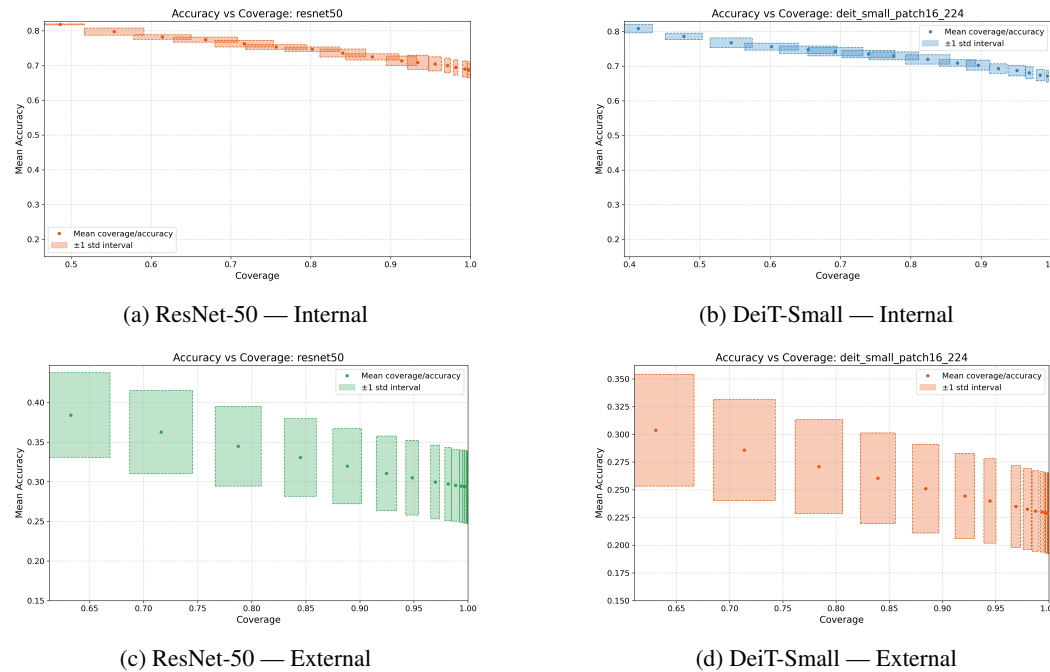 Accuracy vs Coverage: resnet50
0.8
0.7
0.6
0.5
0.4
0.3
0.2
Mean Accuracy
Mean coverage/accuracy
±1 std interval
0.5
0.6
0.7
0.8
0.9
1.0
Coverage
(a) ResNet-50 — Internal
Accuracy vs Coverage: deit_small_patch16_224
0.8
0.7
0.6
0.5
0.4
0.3
0.2
Mean Accuracy
Mean coverage/accuracy
±1 std interval
0.4
0.5
0.6
0.7
0.8
0.9
1.0
Coverage
(b) DeiT-Small — Internal
Accuracy vs Coverage: resnet50
Mean coverage/accuracy
±1 std interval
0.40
0.35
0.30
0.25
0.20
0.15
Mean Accuracy
0.65
0.70
0.75
0.80
0.85
0.90
0.95
1.00
Coverage
(c) ResNet-50 — External
Accuracy vs Coverage: deit_small_patch16_224
Mean coverage/accuracy
±1 std interval
0.350
0.325
0.300
0.275
0.250
0.225
0.200
0.175
0.150
Mean Accuracy
0.65
0.70
0.75
0.80
0.85
0.90
0.95
1.00
Coverage
(d) DeiT-Small — External